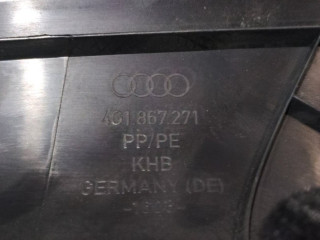 4G1.867.271
PP/PE
KHB
GERMANY (DE)